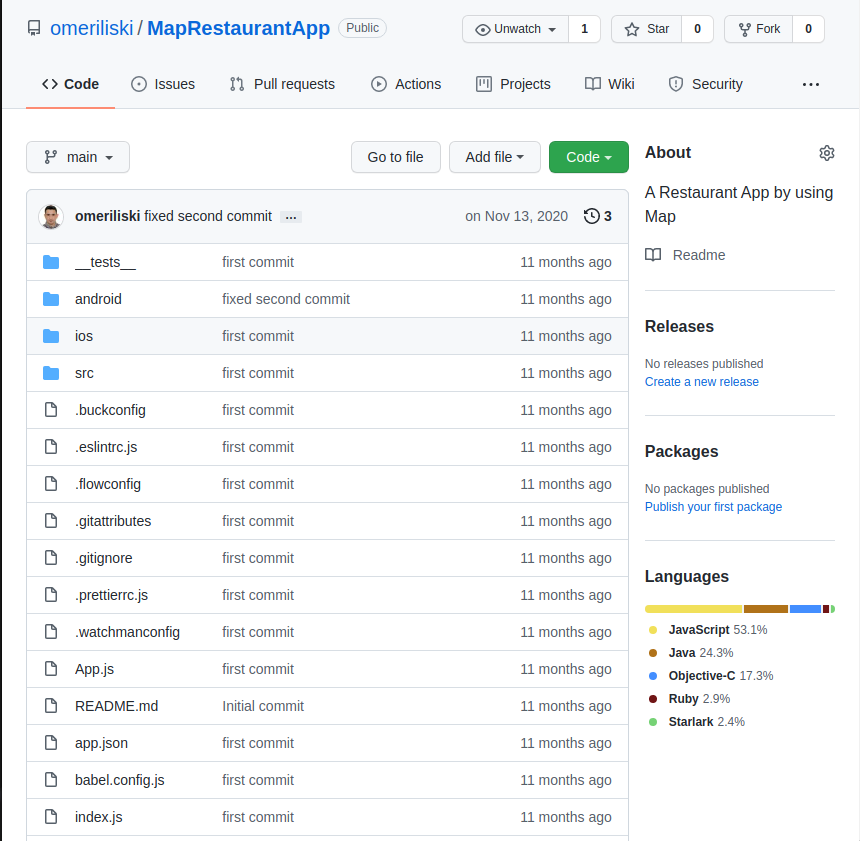 omeriliski / MapRestaurantApp Public Unwatch 1 Star 0 Fork 0
Code Issues Pull requests Actions Projects Wiki Security ...
main Go to file Add file Code
omeriliski fixed second commit ... on Nov 13, 2020 3
__tests__ first commit 11 months ago
android fixed second commit 11 months ago
ios first commit 11 months ago
src first commit 11 months ago
.buckconfig first commit 11 months ago
.eslintrc.js first commit 11 months ago
.flowconfig first commit 11 months ago
.gitattributes first commit 11 months ago
.gitignore first commit 11 months ago
.prettierrc.js first commit 11 months ago
.watchmanconfig first commit 11 months ago
App.js first commit 11 months ago
README.md Initial commit 11 months ago
app.json first commit 11 months ago
babel.config.js first commit 11 months ago
index.js first commit 11 months ago
About
A Restaurant App by using
Map
Readme
Releases
No releases published
Create a new release
Packages
No packages published
Publish your first package
Languages
JavaScript 53.1%
Java 24.3%
Objective-C 17.3%
Ruby 2.9%
Starlark 2.4%